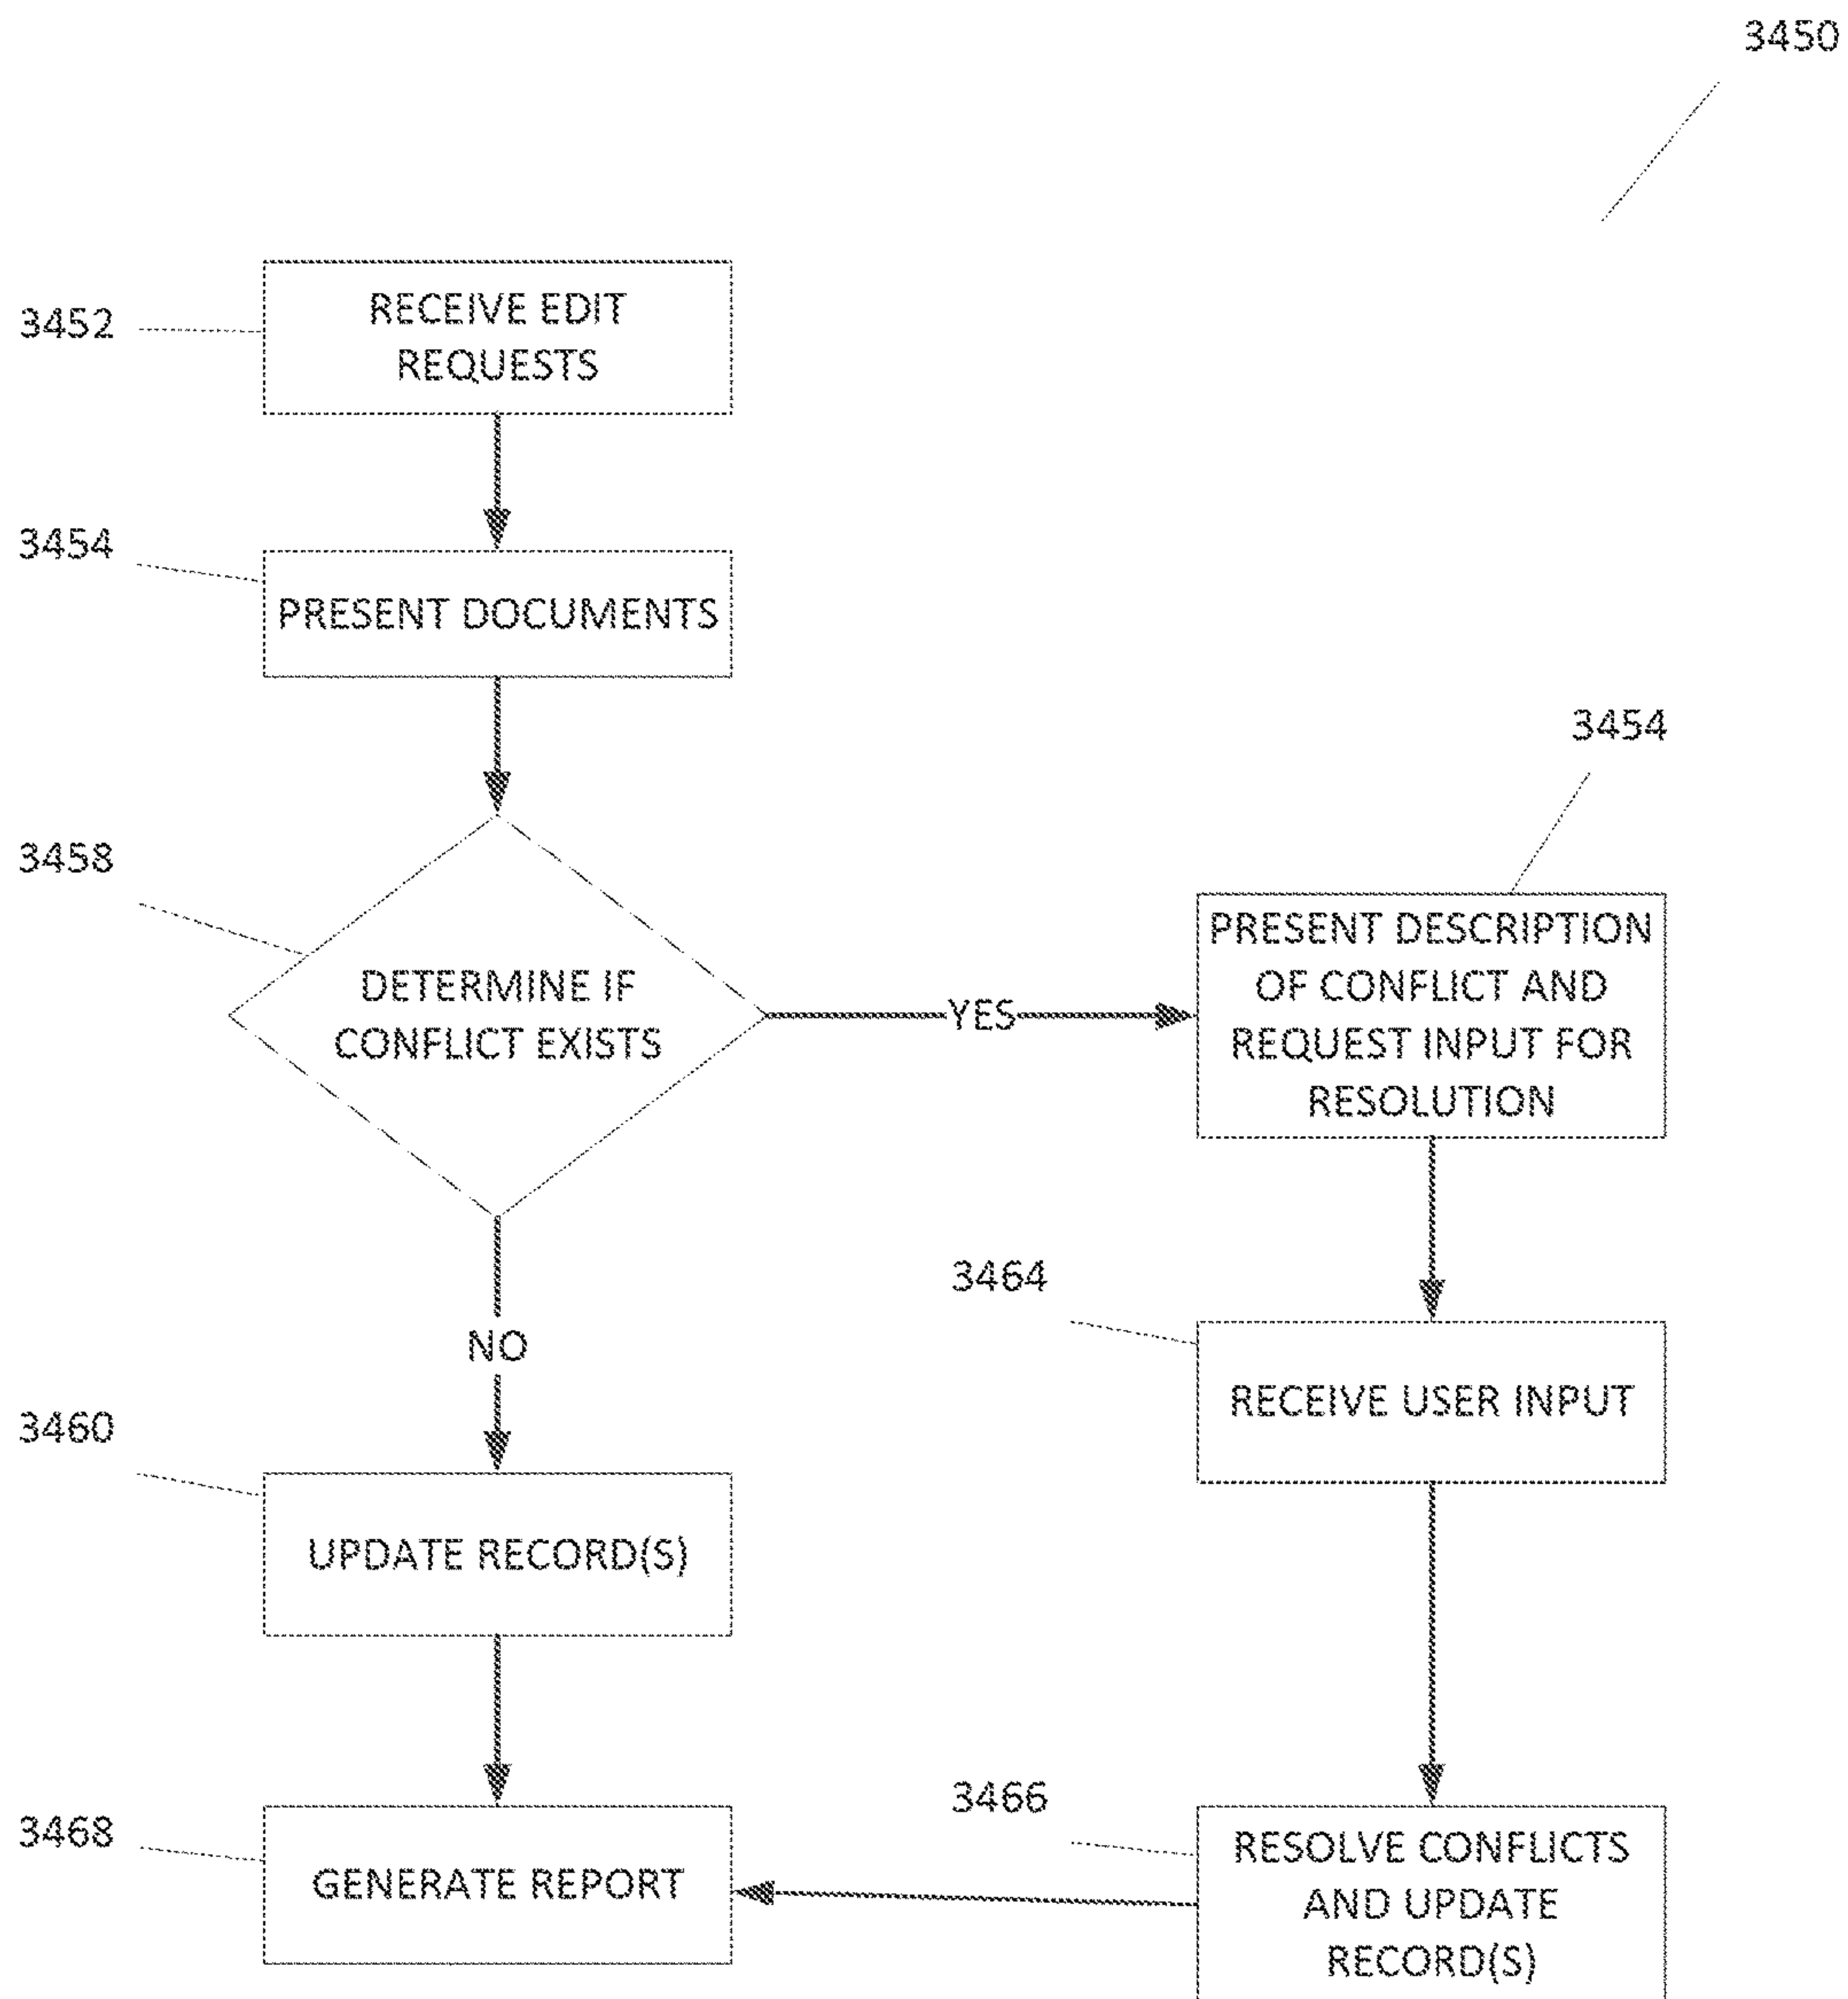 3450
3452
RECEIVE EDIT
REQUESTS
3454
PRESENT DOCUMENTS
3458
DETERMINE IF
CONFLICT EXISTS
YES
3454
PRESENT DESCRIPTION
OF CONFLICT AND
REQUEST INPUT FOR
RESOLUTION
NO
3464
RECEIVE USER INPUT
3460
UPDATE RECORD(S)
3466
RESOLVE CONFLICTS
AND UPDATE
RECORD(S)
3468
GENERATE REPORT